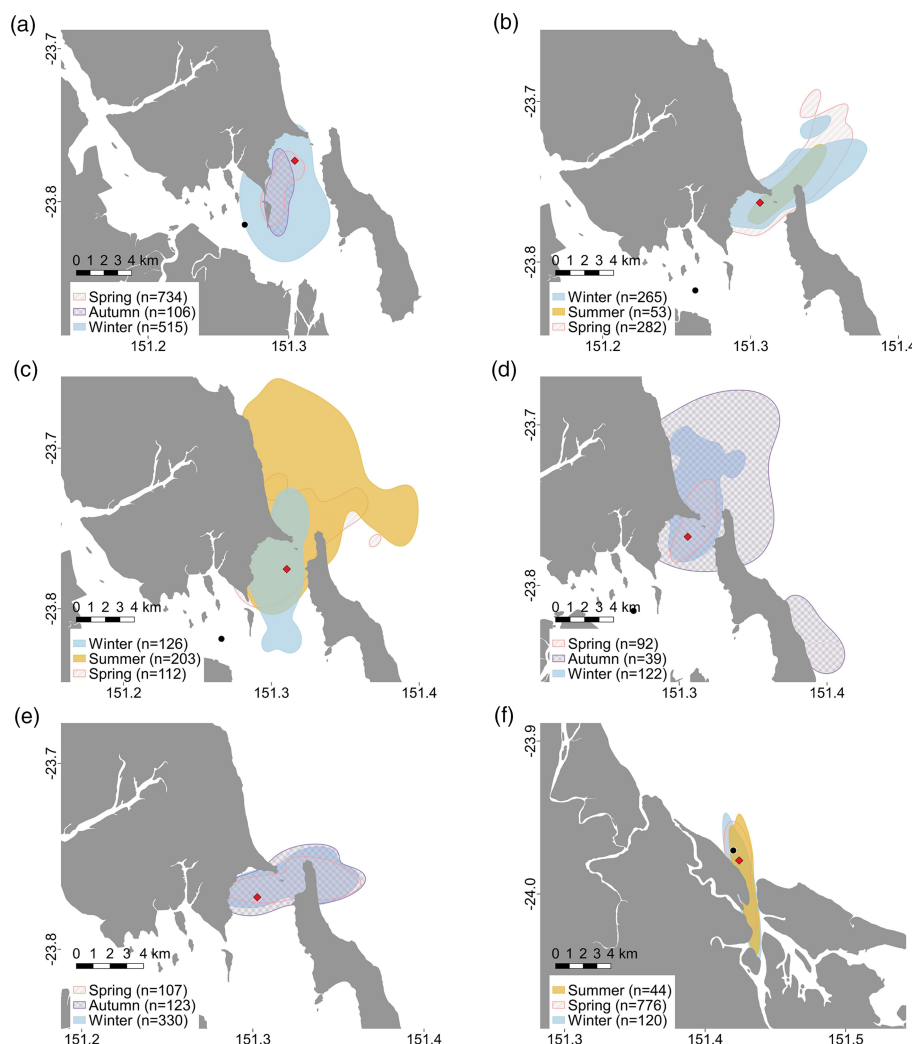 (a)
-23.7
-23.8
0 1 2 3 4 km
Spring (n=734)
Autumn (n=106)
Winter (n=515)
151.2
151.3
(b)
-23.7
-23.8
0 1 2 3 4 km
Winter (n=265)
Summer (n=53)
Spring (n=282)
151.2
151.3
151.4
(c)
-23.7
-23.8
0 1 2 3 4 km
Winter (n=126)
Summer (n=203)
Spring (n=112)
151.2
151.3
151.4
(d)
-23.7
-23.8
0 1 2 3 4 km
Spring (n=92)
Autumn (n=39)
Winter (n=122)
151.3
151.4
(e)
-23.7
-23.8
0 1 2 3 4 km
Spring (n=107)
Autumn (n=123)
Winter (n=330)
151.2
151.3
151.4
(f)
-23.9
-24.0
0 1 2 3 4 km
Summer (n=44)
Spring (n=776)
Winter (n=120)
151.3
151.4
151.5